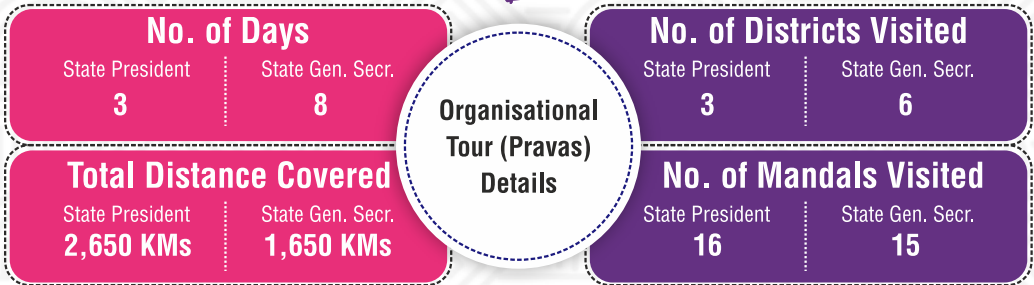 No. of Days
State President
State Gen. Secr.
3
8
Total Distance Covered
State President
State Gen. Secr.
2,650 KMs
1,650 KMs
Organisational
Tour (Pravas)
Details
No. of Districts Visited
State President
State Gen. Secr.
3
6
No. of Mandals Visited
State President
State Gen. Secr.
16
15